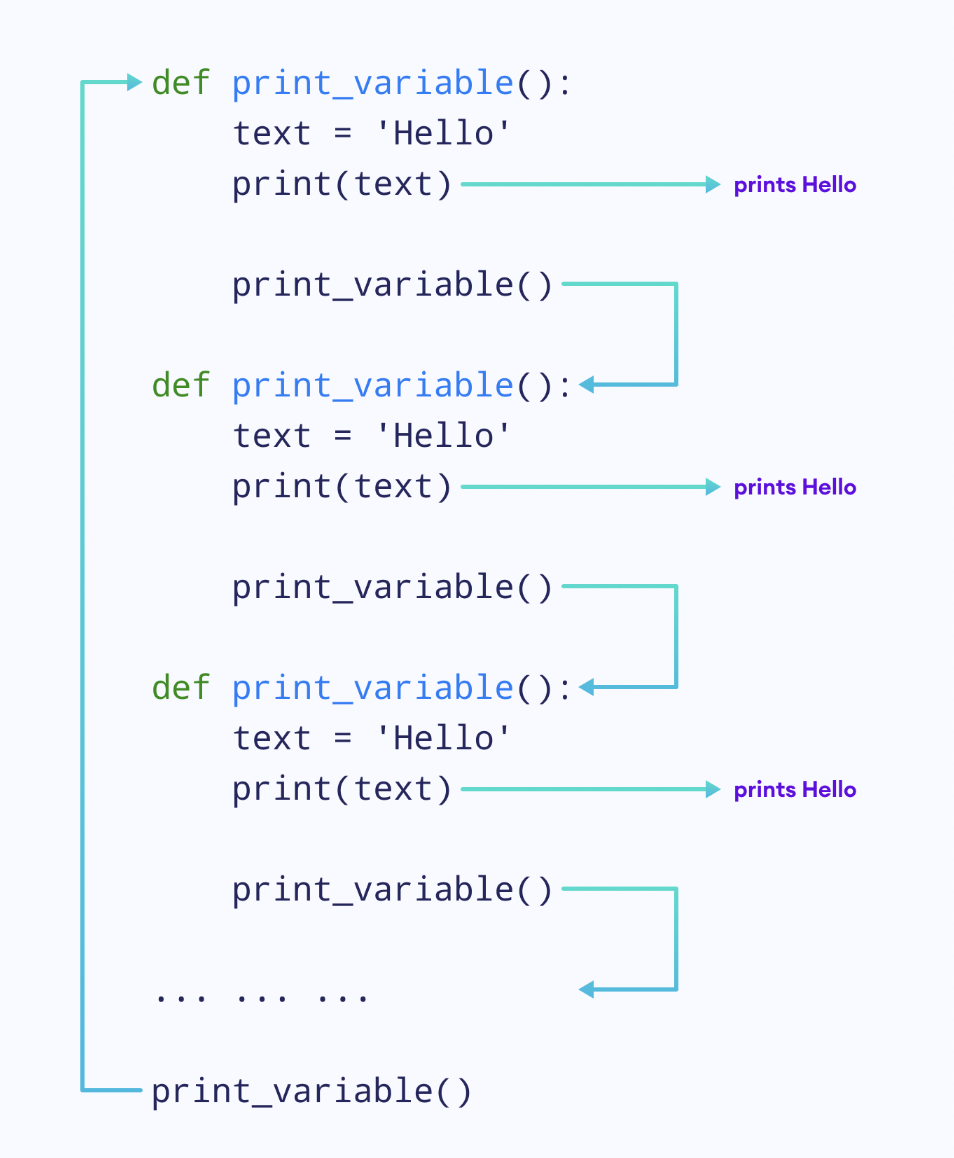 def print_variable():
    text = 'Hello'
    print(text) prints Hello
    print_variable()
def print_variable():
    text = 'Hello'
    print(text) prints Hello
    print_variable()
def print_variable():
    text = 'Hello'
    print(text) prints Hello
    print_variable()
... ... ...
print_variable()